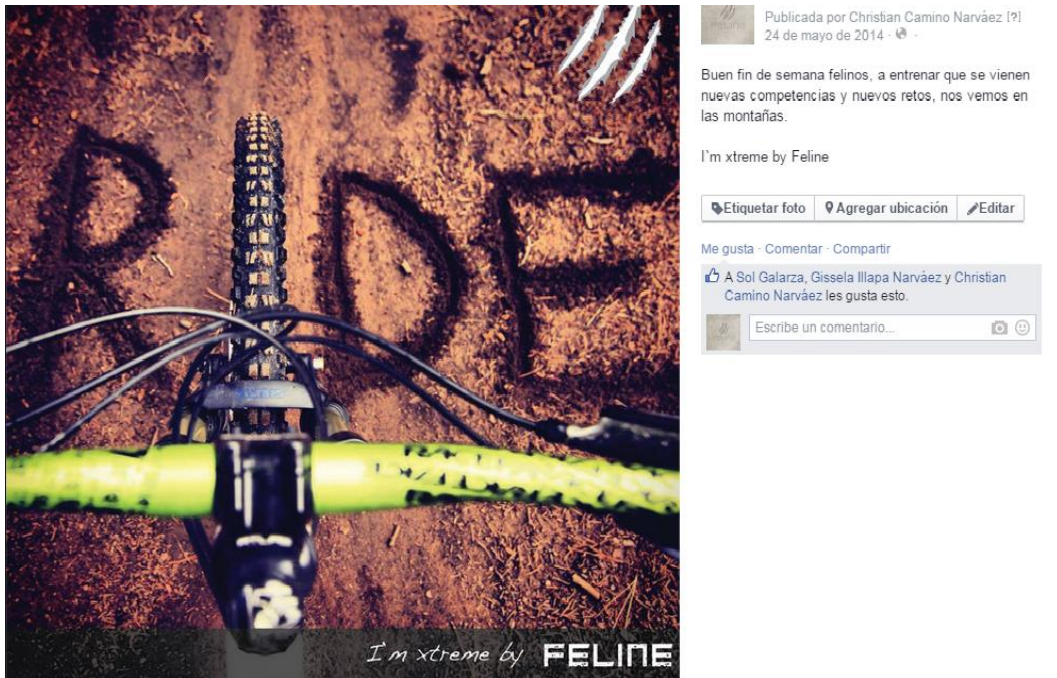 RIDE
I'm xtreme by FELINE
Publicada por Christian Camino Narváez [?]
24 de mayo de 2014 ·
Buen fin de semana felinos, a entrenar que se vienen
nuevas competencias y nuevos retos, nos vemos en
las montañas.
I`m xtreme by Feline
Etiquetar foto Agregar ubicación Editar
Me gusta · Comentar · Compartir
A Sol Galarza, Gissela Illapa Narváez y Christian
Camino Narváez les gusta esto.
Escribe un comentario...